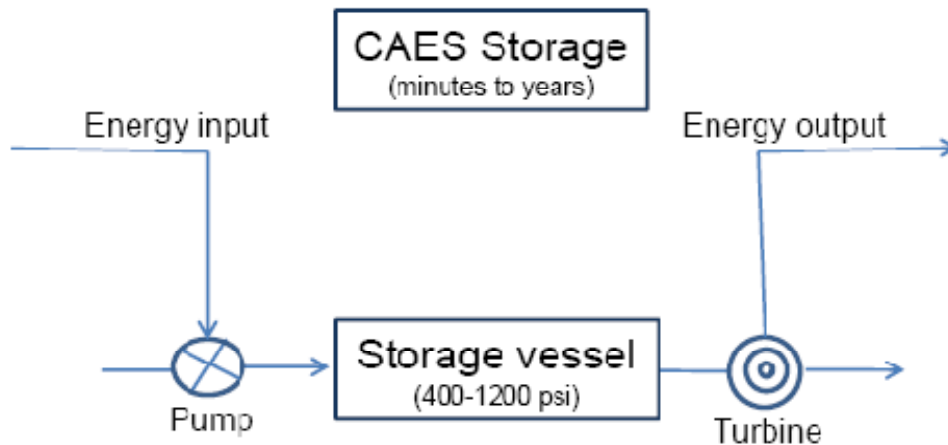 CAES Storage
(minutes to years)
Energy input
Energy output
Storage vessel
(400-1200 psi)
Pump
Turbine